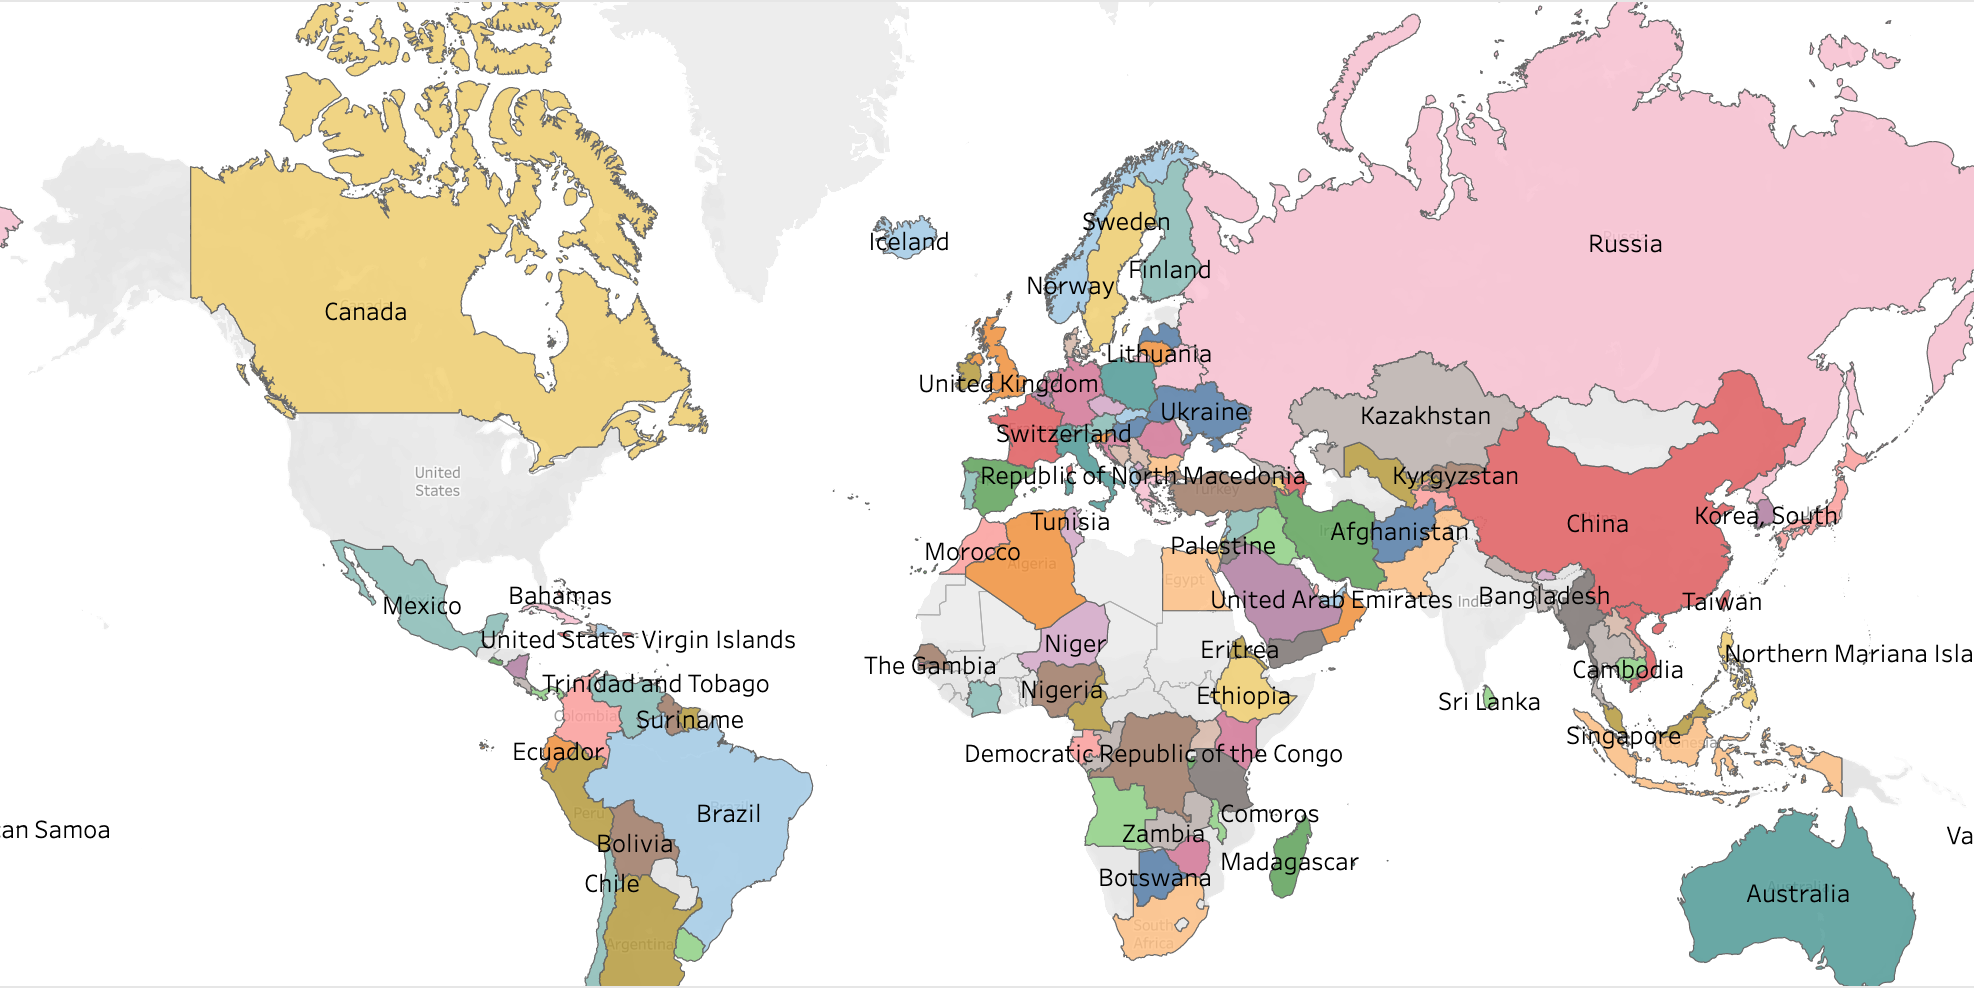 Canada
United
States
Mexico
Bahamas
United States Virgin Islands
Trinidad and Tobago
Colombia
Suriname
Ecuador
Peru
Brazil
Bolivia
Chile
Argentina
an Samoa
Iceland
Sweden
Finland
Norway
Russia
Lithuania
United Kingdom
Ukraine
Switzerland
Kazakhstan
Republic of North Macedonia
Turkey
Kyrgyzstan
China
Korea, South
Tunisia
Morocco
Algeria
Afghanistan
Palestine
Egypt
United Arab Emirates
India
Bangladesh
Taiwan
Niger
Eritrea
The Gambia
Nigeria
Ethiopia
Cambodia
Northern Mariana Isla
Sri Lanka
Singapore
Democratic Republic of the Congo
Comoros
Zambia
Madagascar
Botswana
South
Africa
Australia
Va